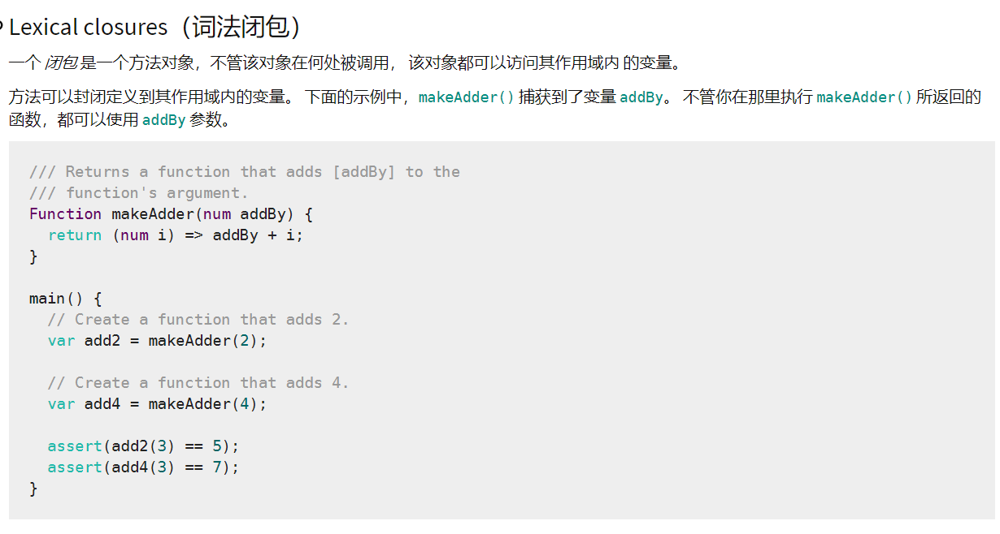 Lexical closures（词法闭包）
一个 闭包 是一个方法对象，不管该对象在何处被调用， 该对象都可以访问其作用域内 的变量。
方法可以封闭定义到其作用域内的变量。 下面的示例中，makeAdder() 捕获到了变量 addBy。 不管你在那里执行 makeAdder() 所返回的
函数，都可以使用 addBy 参数。
/// Returns a function that adds [addBy] to the
/// function's argument.
Function makeAdder(num addBy) {
  return (num i) => addBy + i;
}
main() {
  // Create a function that adds 2.
  var add2 = makeAdder(2);
  // Create a function that adds 4.
  var add4 = makeAdder(4);
  assert(add2(3) == 5);
  assert(add4(3) == 7);
}